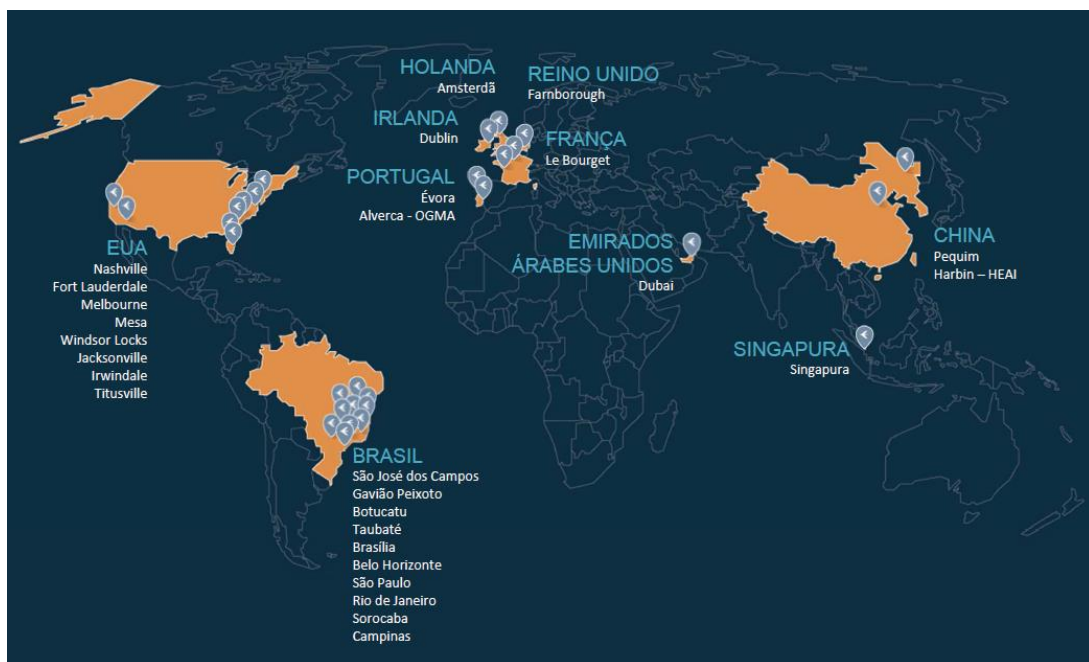 HOLANDA
Amsterdã
REINO UNIDO
Farnborough
IRLANDA
Dublin
FRANÇA
Le Bourget
PORTUGAL
Évora
Alverca - OGMA
EUA
Nashville
Fort Lauderdale
Melbourne
Mesa
Windsor Locks
Jacksonville
Irwindale
Titusville
EMIRADOS
ÁRABES UNIDOS
Dubai
CHINA
Pequim
Harbin – HEAI
SINGAPURA
Singapura
BRASIL
São José dos Campos
Gavião Peixoto
Botucatu
Taubaté
Brasília
Belo Horizonte
São Paulo
Rio de Janeiro
Sorocaba
Campinas